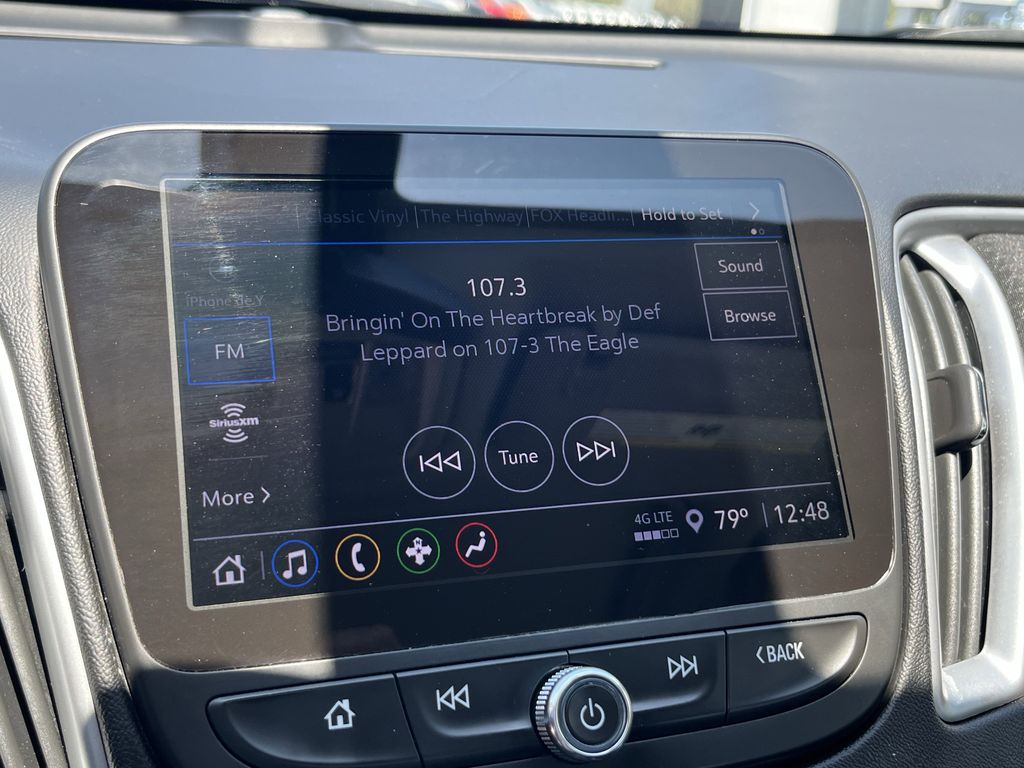 Classic Vinyl | The Highway | FOX Headli... | Hold to Set
107.3
Bringin' On The Heartbreak by Def
Leppard on 107-3 The Eagle
Sound
Browse
iPhone de Y
FM
SiriusXM
More
Tune
4G LTE
79° | 12:48
BACK